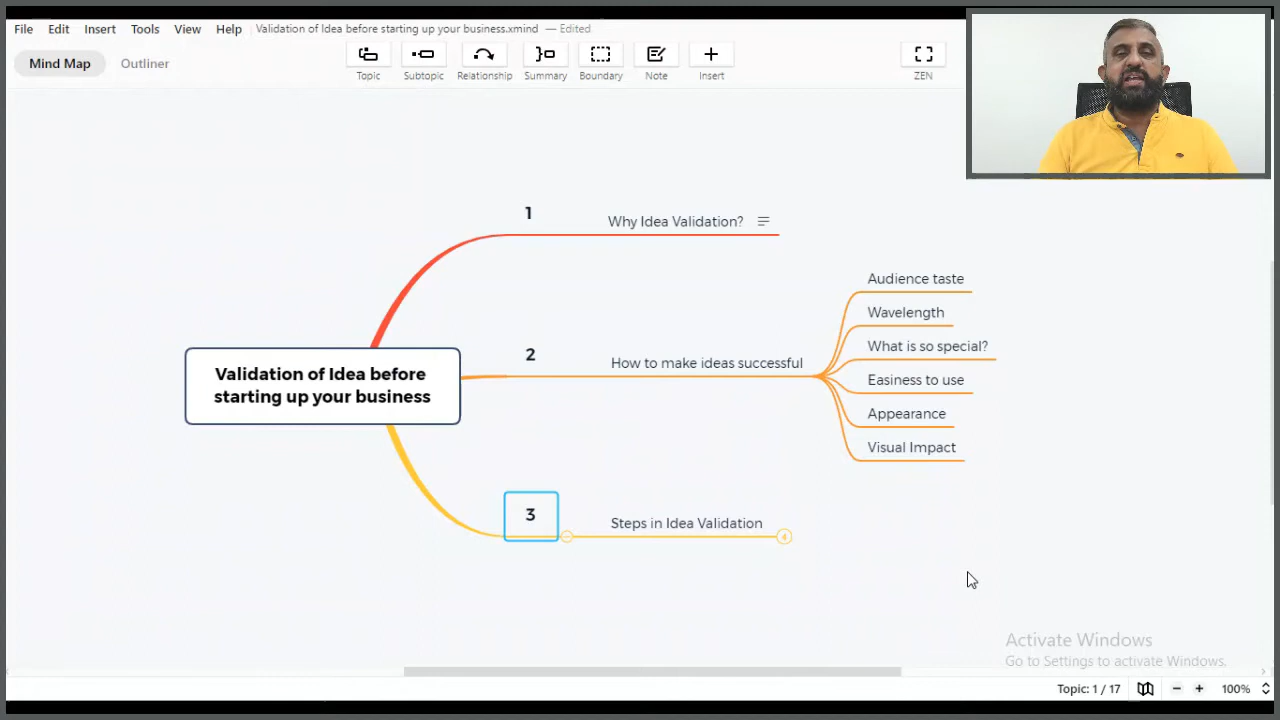 File Edit Insert Tools View Help Validation of Idea before starting up your business.xmind — Edited
Mind Map Outliner
Topic Subtopic Relationship Summary Boundary Note Insert ZEN
1
Why Idea Validation?
Audience taste
Wavelength
What is so special?
2
How to make ideas successful
Validation of Idea before
starting up your business
Easiness to use
Appearance
Visual Impact
3
Steps in Idea Validation
4
Activate Windows
Go to Settings to activate Windows.
Topic: 1 / 17 100%